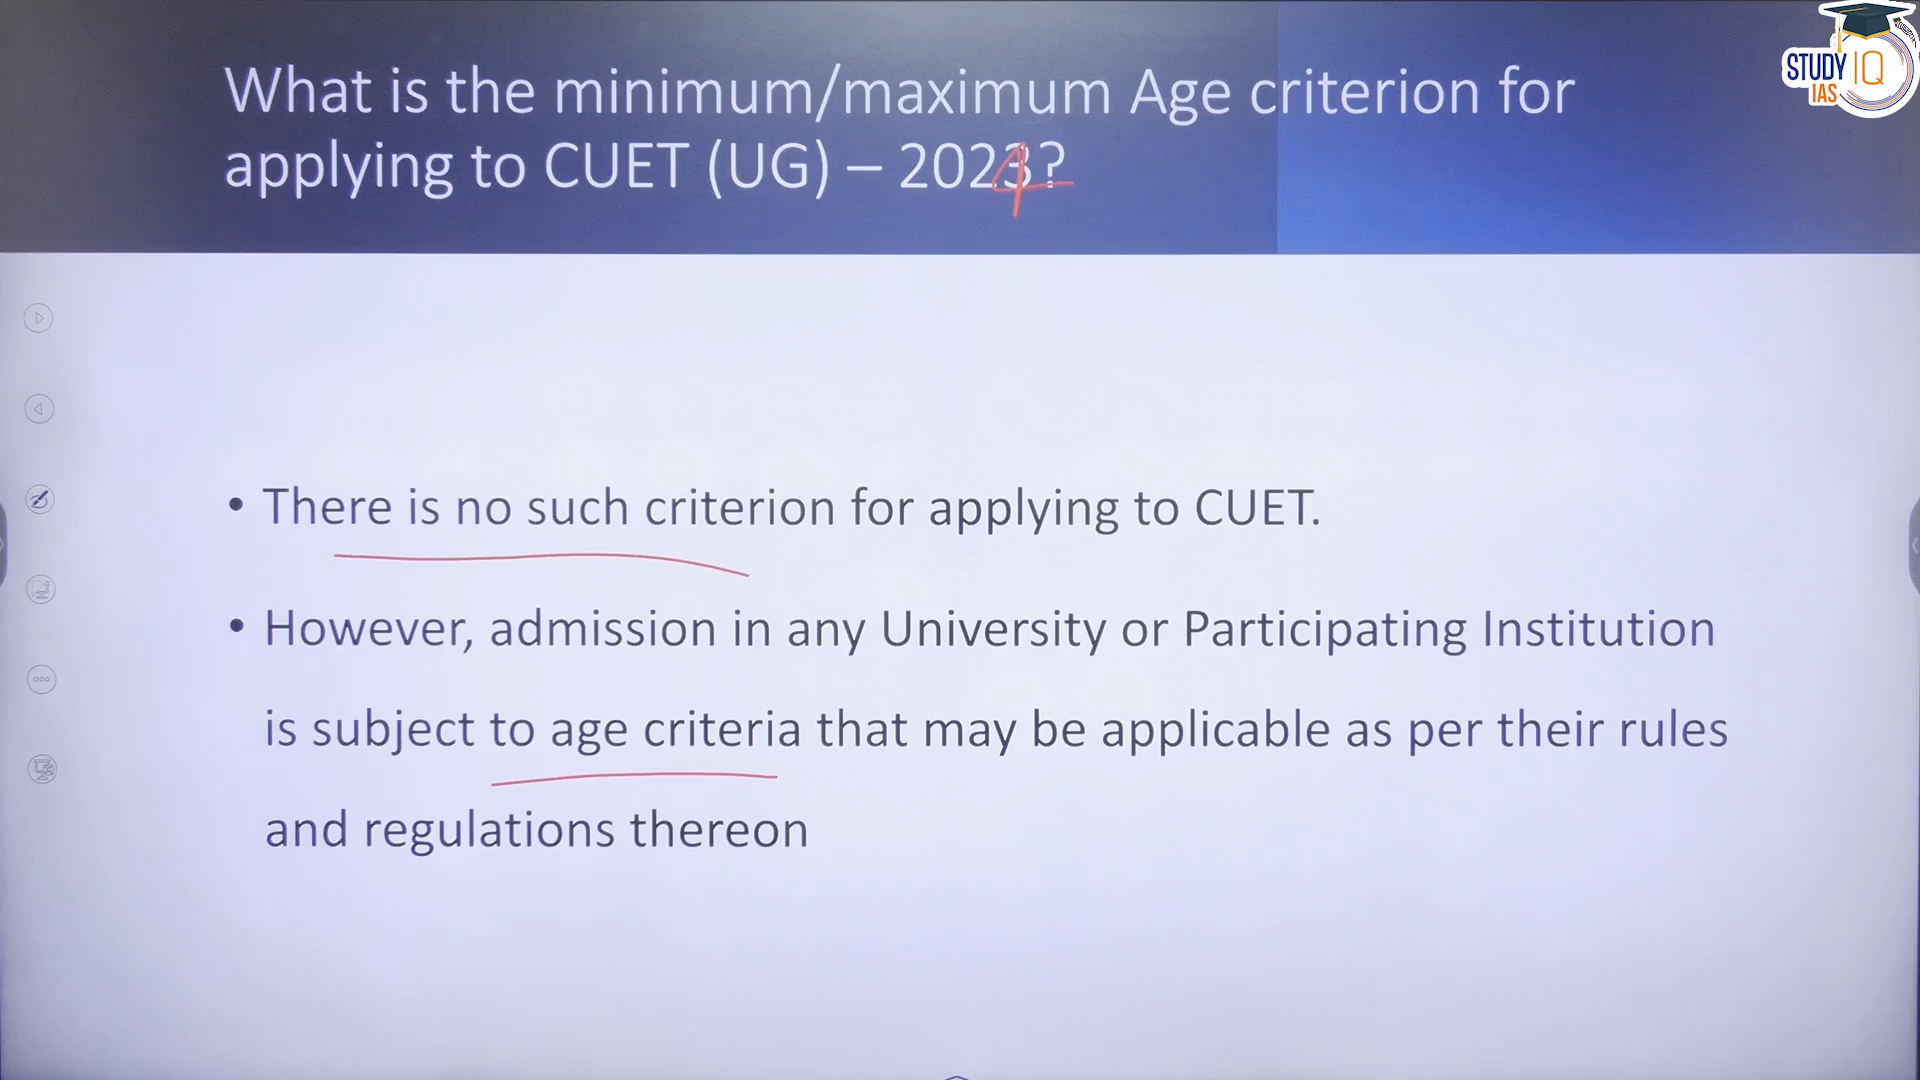 STUDY IQ
IAS
What is the minimum/maximum Age criterion for
applying to CUET (UG) – 2023?
4
• There is no such criterion for applying to CUET.
• However, admission in any University or Participating Institution
is subject to age criteria that may be applicable as per their rules
and regulations thereon